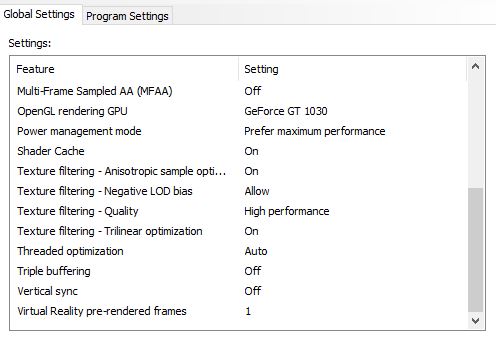 Global Settings Program Settings
Settings:
Feature Setting
Multi-Frame Sampled AA (MFAA) Off
OpenGL rendering GPU GeForce GT 1030
Power management mode Prefer maximum performance
Shader Cache On
Texture filtering - Anisotropic sample opti... On
Texture filtering - Negative LOD bias Allow
Texture filtering - Quality High performance
Texture filtering - Trilinear optimization On
Threaded optimization Auto
Triple buffering Off
Vertical sync Off
Virtual Reality pre-rendered frames 1